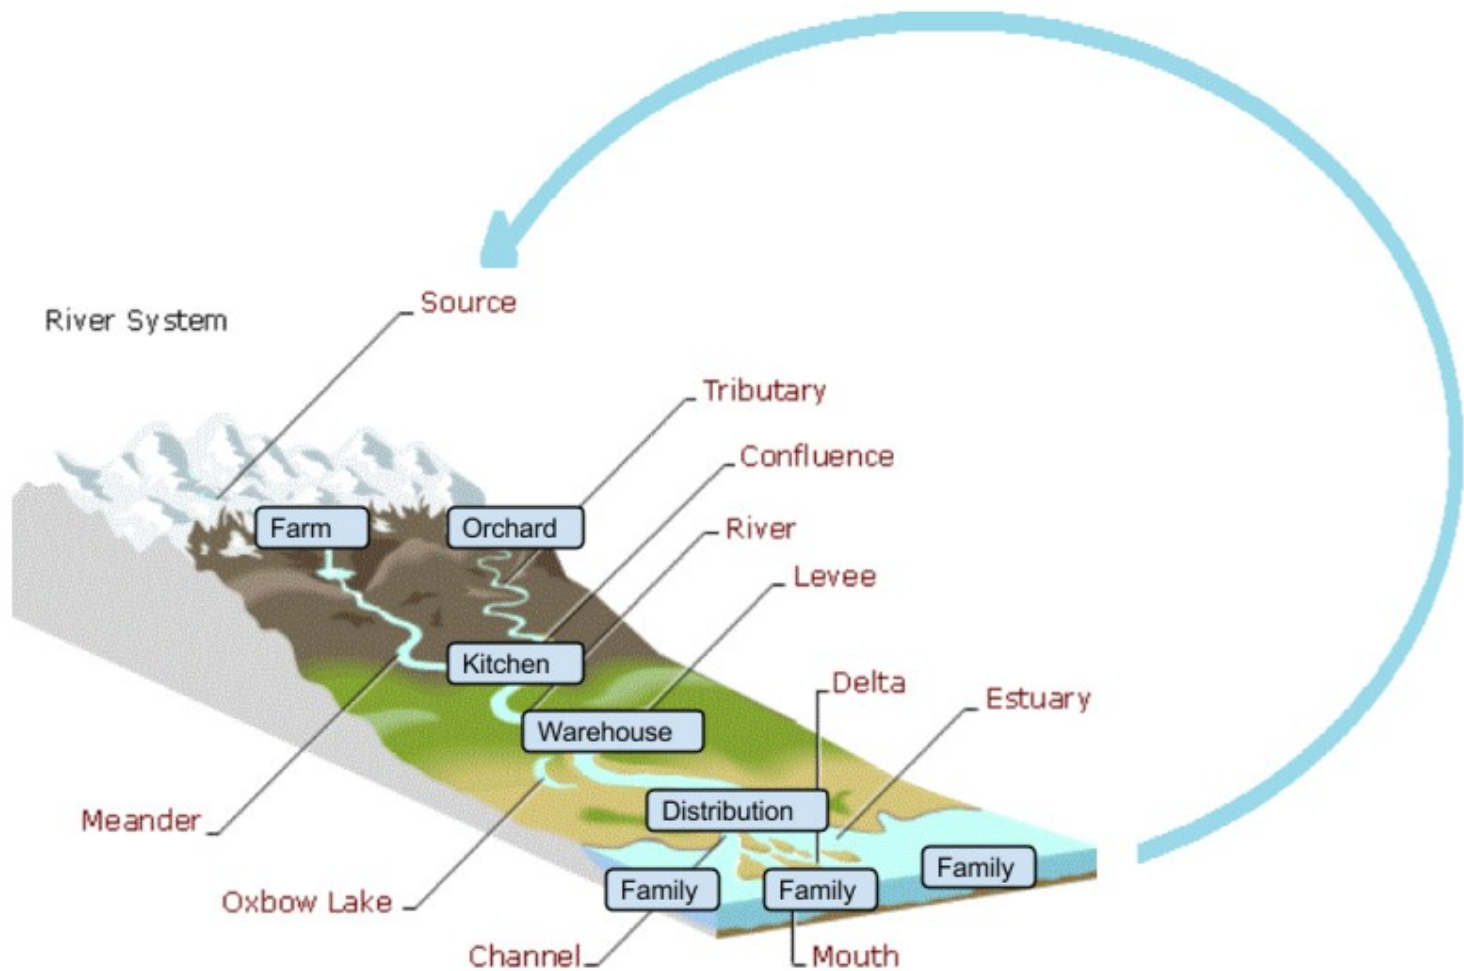 Source
River System
Tributary
Confluence
Farm
Orchard
River
Levee
Kitchen
Delta
Estuary
Warehouse
Distribution
Meander
Family
Family
Family
Oxbow Lake
Channel
Mouth